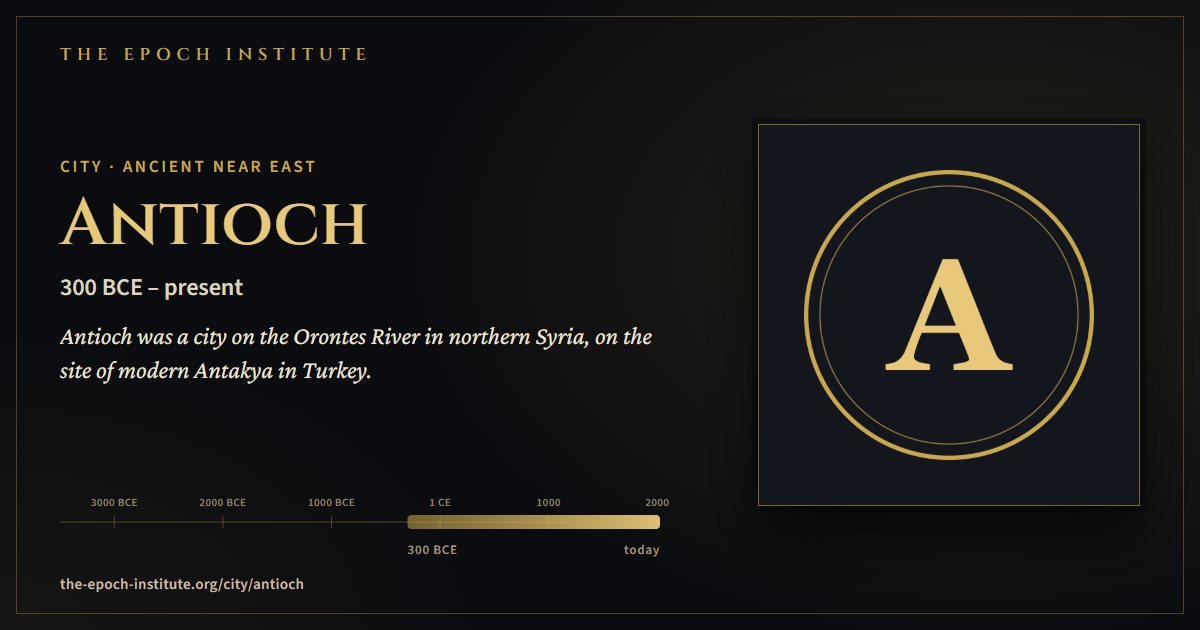 THE EPOCH INSTITUTE
CITY · ANCIENT NEAR EAST
ANTIOCH
300 BCE – present
Antioch was a city on the Orontes River in northern Syria, on the
site of modern Antakya in Turkey.
A
3000 BCE 2000 BCE 1000 BCE 1 CE 1000 2000
300 BCE today
the-epoch-institute.org/city/antioch